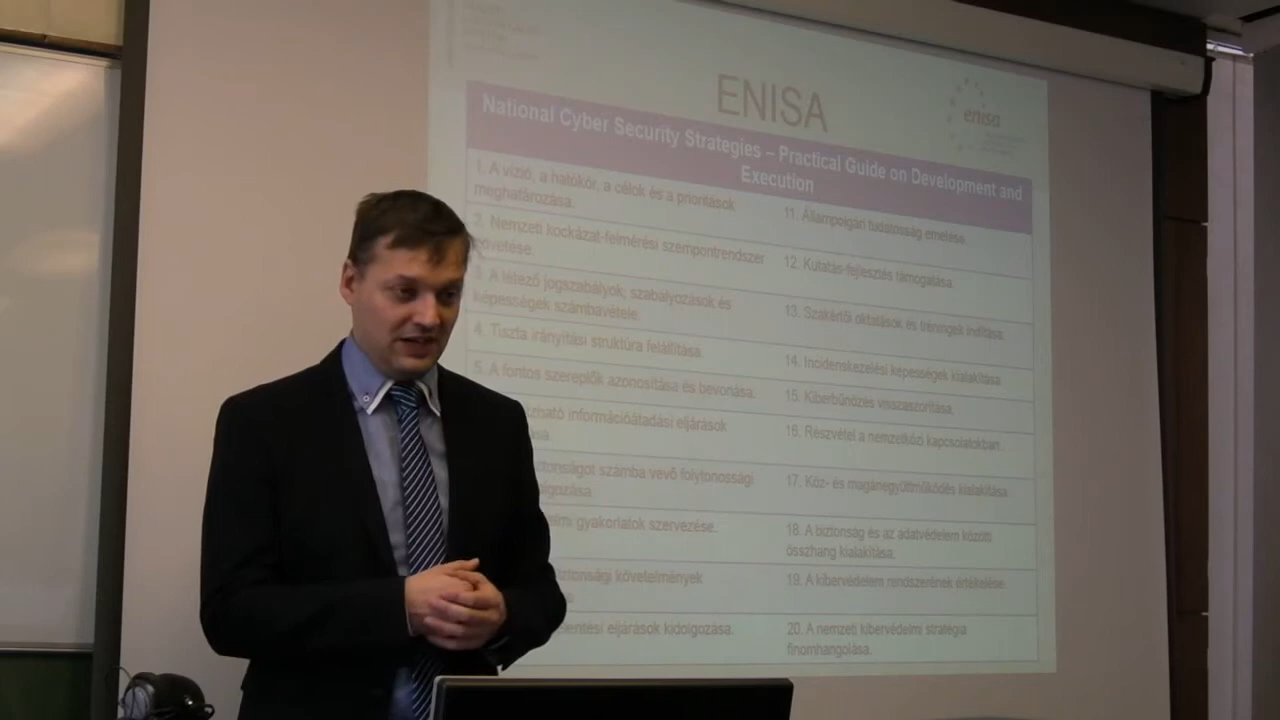 ENISA
enisa
National Cyber Security Strategies – Practical Guide on Development and
Execution
1. A vízió, a hatókör, a célok és a prioritások
meghatározása.
2. Nemzeti kockázat-felmérési szempontrendszer
követése.
3. A létező jogszabályok, szabályozások és
képességek számbavétele.
4. Tiszta irányítási struktúra felállítása.
5. A fontos szereplők azonosítása és bevonása.
információátadási eljárások
számba vevő folytonossági
gyakorlatok szervezése.
követelmények
eljárások kidolgozása.
11. Állampolgári tudatosság emelése.
12. Kutatás-fejlesztés támogatása.
13. Szakértői oktatások és tréningek indítása.
14. Incidenskezelési képességek kialakítása.
15. Kiberbűnözés visszaszorítása.
16. Részvétel a nemzetközi kapcsolatokban.
17. Köz- és magánegyüttműködés kialakítása.
18. A biztonság és az adatvédelem közötti
összhang kialakítása.
19. A kibervédelem rendszerének értékelése.
20. A nemzeti kibervédelmi stratégia
finomhangolása.